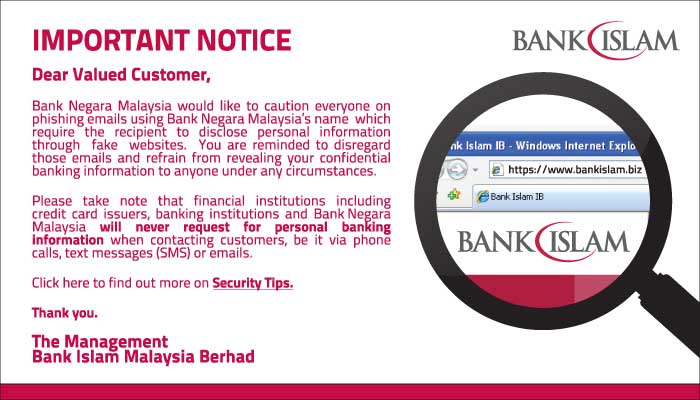 IMPORTANT NOTICE
BANK ISLAM
Dear Valued Customer,
Bank Negara Malaysia would like to caution everyone on
phishing emails using Bank Negara Malaysia's name which
require the recipient to disclose personal information
through fake websites. You are reminded to disregard
those emails and refrain from revealing your confidential
banking information to anyone under any circumstances.
Please take note that financial institutions including
credit card issuers, banking institutions and Bank Negara
Malaysia will never request for personal banking
information when contacting customers, be it via phone
calls, text messages (SMS) or emails.
Click here to find out more on Security Tips.
Thank you.
The Management
Bank Islam Malaysia Berhad
nk Islam IB - Windows Internet Explo
https://www.bankislam.biz
Bank Islam IB
BANK ISLAM